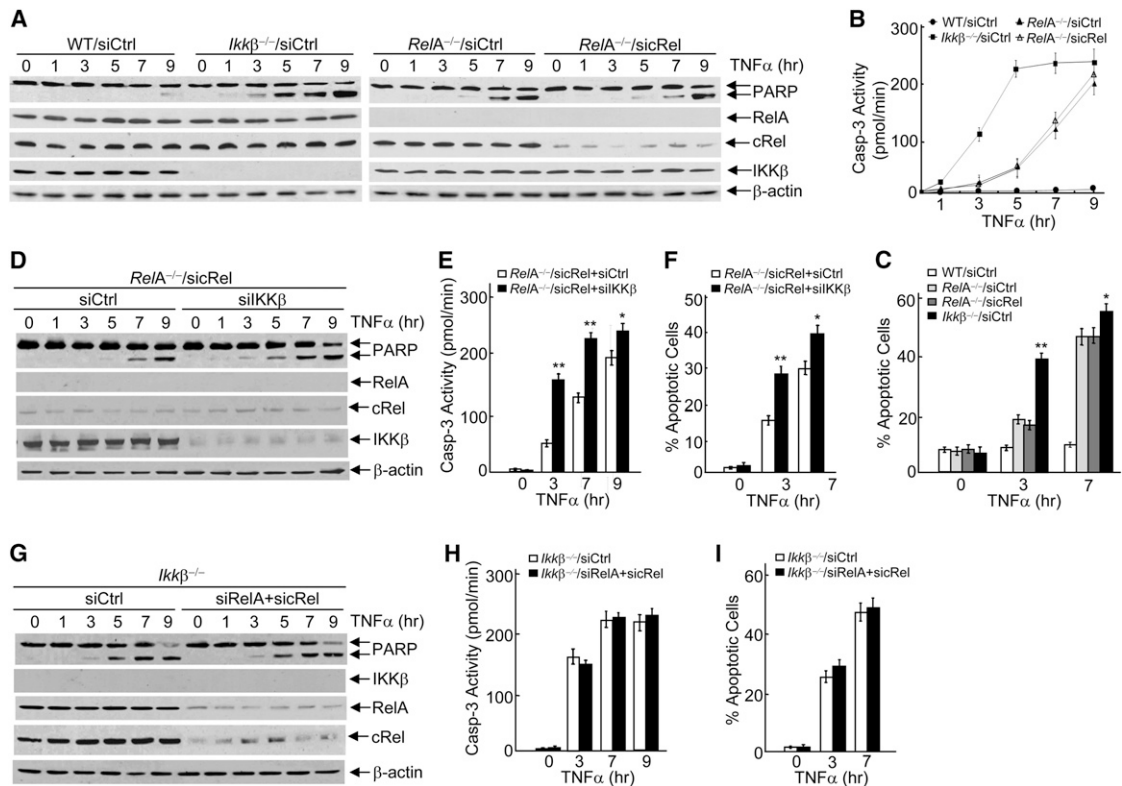 A
WT/siCtrl Ikkβ−/−/siCtrl RelA−/−/siCtrl RelA−/−/sicRel
0 1 3 5 7 9 0 1 3 5 7 9 0 1 3 5 7 9 0 1 3 5 7 9 TNFα (hr)
PARP
RelA
cRel
IKKβ
β-actin
B
WT/siCtrl RelA−/−/siCtrl
Ikkβ−/−/siCtrl RelA−/−/sicRel
Casp-3 Activity
(pmol/min)
300
200
100
0
1 3 5 7 9
TNFα (hr)
D
RelA−/−/sicRel
siCtrl siIKKβ
0 1 3 5 7 9 0 1 3 5 7 9 TNFα (hr)
PARP
RelA
cRel
IKKβ
β-actin
E
RelA−/−/sicRel+siCtrl
RelA−/−/sicRel+siIKKβ
Casp-3 Activity (pmol/min)
300
200
100
0
** ** *
0 3 7 9
TNFα (hr)
F
RelA−/−/sicRel+siCtrl
RelA−/−/sicRel+siIKKβ
% Apoptotic Cells
50
40
30
20
10
0
** *
0 3 7
TNFα (hr)
C
WT/siCtrl
RelA−/−/siCtrl
RelA−/−/sicRel
Ikkβ−/−/siCtrl
% Apoptotic Cells
60
40
20
0
** *
0 3 7
TNFα (hr)
G
Ikkβ−/−
siCtrl siRelA+sicRel
0 1 3 5 7 9 0 1 3 5 7 9 TNFα (hr)
PARP
IKKβ
RelA
cRel
β-actin
H
Ikkβ−/−/siCtrl
Ikkβ−/−/siRelA+sicRel
Casp-3 Activity (pmol/min)
300
200
100
0
0 3 7 9
TNFα (hr)
I
Ikkβ−/−/siCtrl
Ikkβ−/−/siRelA+sicRel
% Apoptotic Cells
60
40
20
0
0 3 7
TNFα (hr)